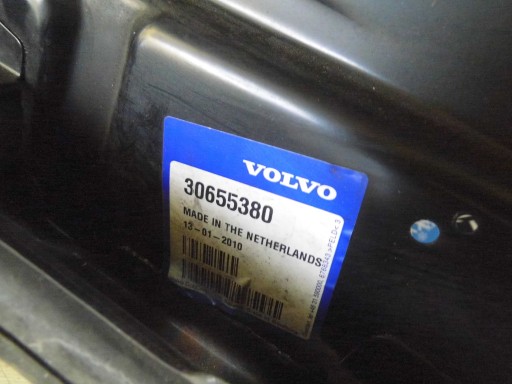 VOLVO
30655380
MADE IN THE NETHERLANDS
13-01-2010